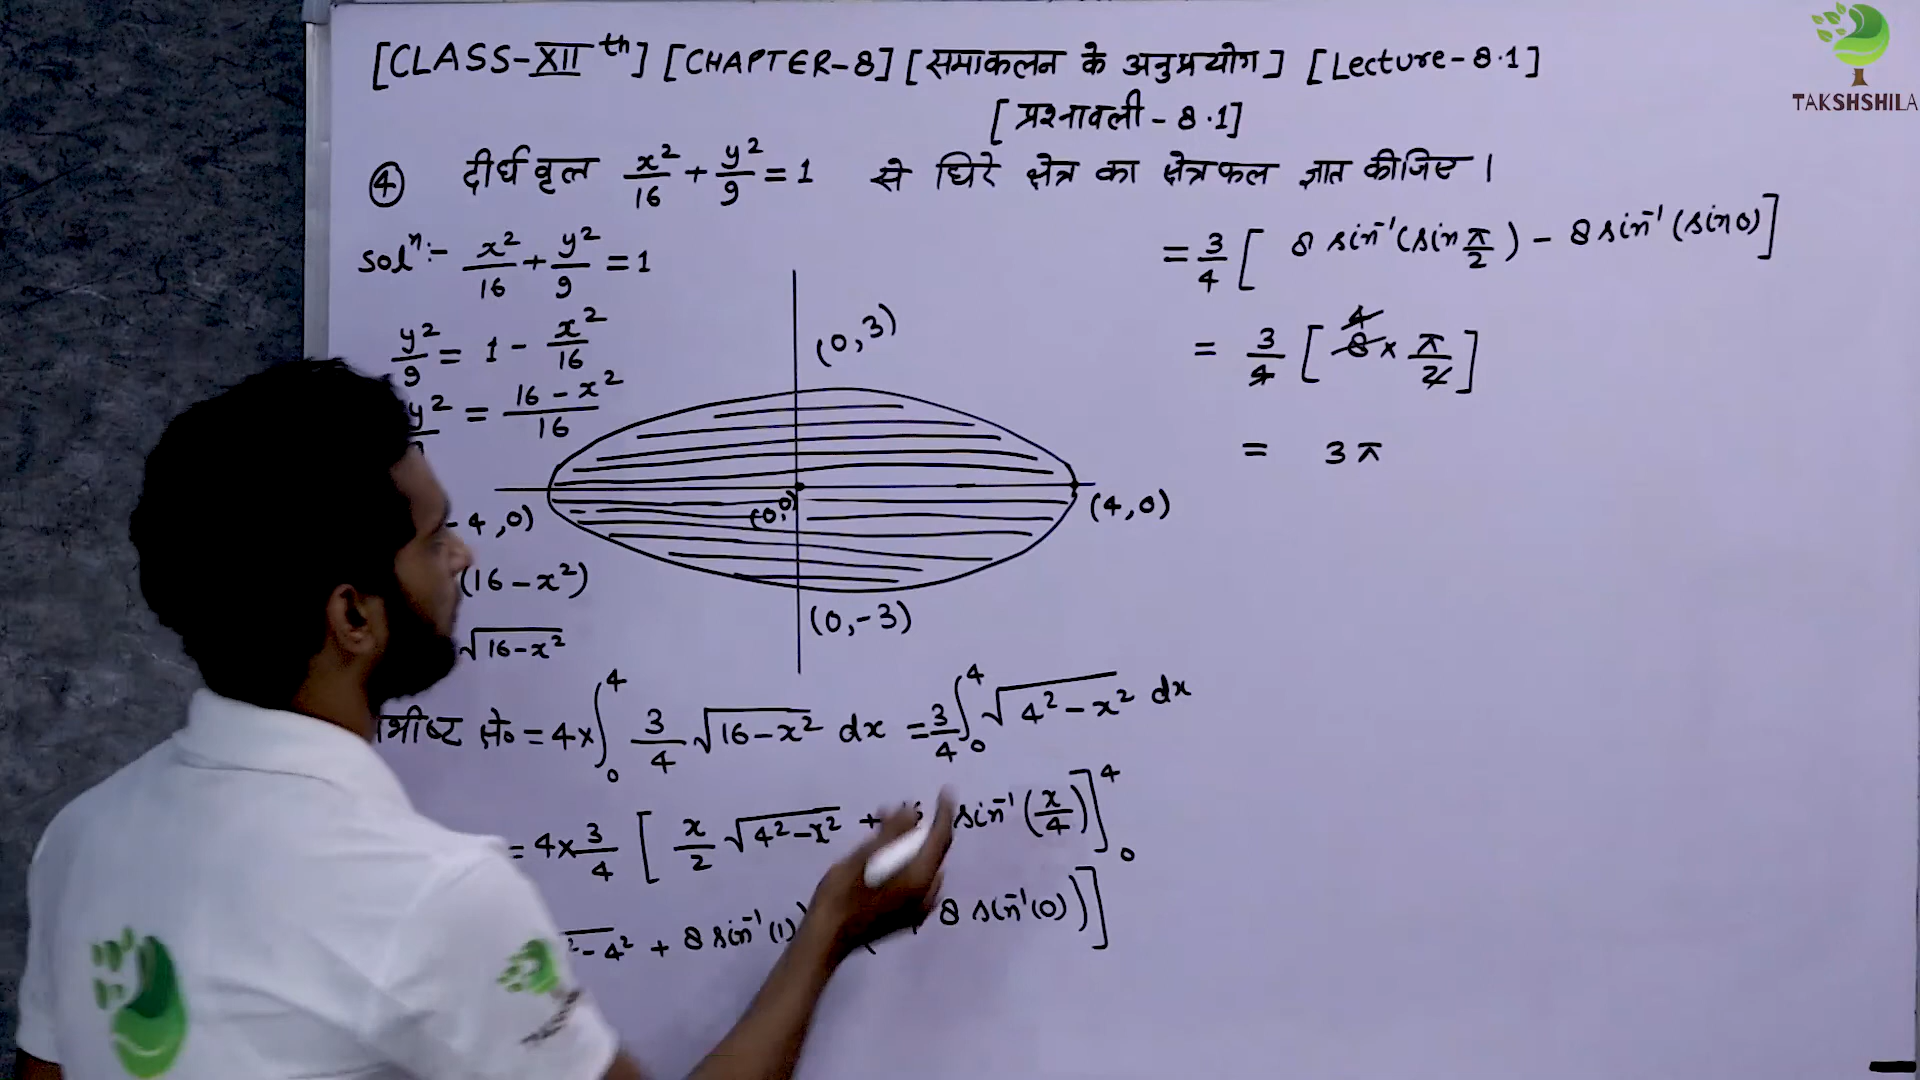 [CLASS-XIIth] [CHAPTER-8] [समाकलन के अनुप्रयोग] [Lecture-8.1]
[प्रश्नावली-8.1]
TAKSHSHILA
④ दीर्घवृत्त x²/16 + y²/9 = 1 से घिरे क्षेत्र का क्षेत्रफल ज्ञात कीजिए।
Solⁿ:- x²/16 + y²/9 = 1
y²/9 = 1 - x²/16
y² = (16 - x²)/16
(0,3)
(0,0)
(4,0)
-4,0)
(0,-3)
(16-x²)
√(16-x²)
क्षे० = 4×∫₀⁴ 3/4 √(16-x²) dx = 3/4 ∫₀⁴ √(4²-x²) dx
= 4×3/4 [ x/2 √(4²-x²) + sin⁻¹(x/4) ]₀⁴
²-4² + 8 sin⁻¹(1) 8 sin⁻¹(0))]
= 3/4 [ 8 sin⁻¹(sin π/2) - 8 sin⁻¹(sin 0) ]
= 3/4 [ 4 8 × π/2 ]
= 3π